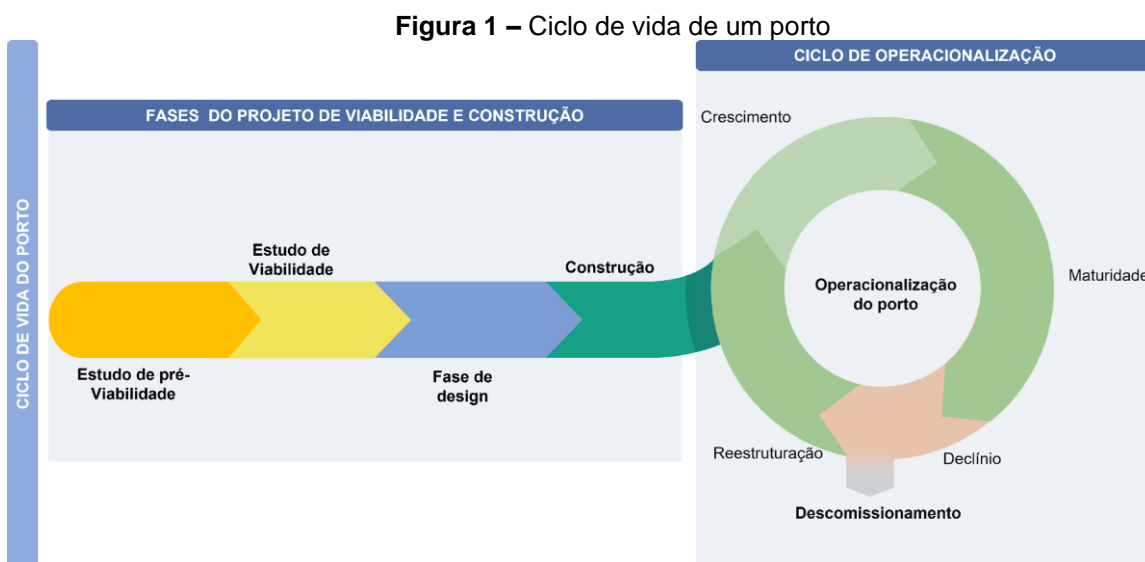 Figura 1 – Ciclo de vida de um porto
CICLO DE VIDA DO PORTO
FASES DO PROJETO DE VIABILIDADE E CONSTRUÇÃO
Estudo de pré-
Viabilidade
Estudo de
Viabilidade
Fase de
design
Construção
CICLO DE OPERACIONALIZAÇÃO
Crescimento
Operacionalização
do porto
Maturidade
Reestruturação
Declínio
Descomissionamento